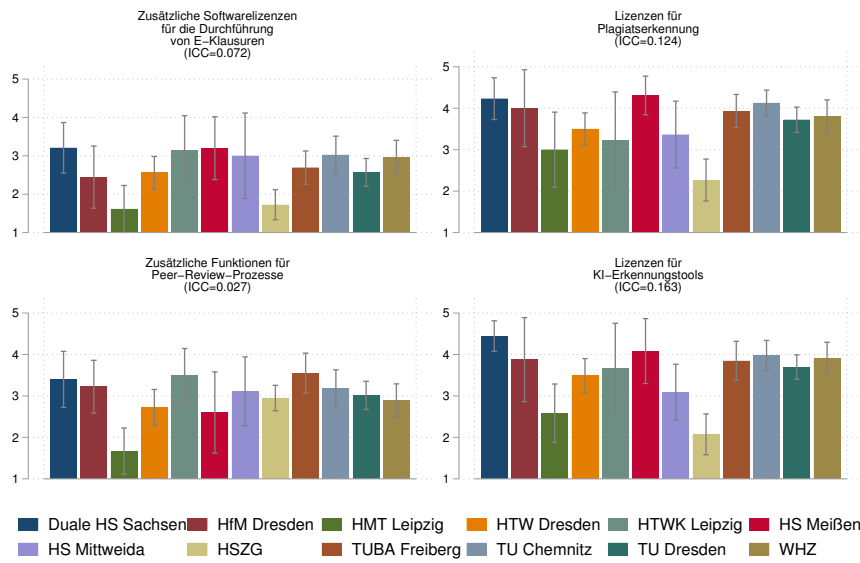 Zusätzliche Softwarelizenzen
für die Durchführung
von E−Klausuren
(ICC=0.072)
5
4
3
2
1
Lizenzen für
Plagiatserkennung
(ICC=0.124)
5
4
3
2
1
Zusätzliche Funktionen für
Peer−Review−Prozesse
(ICC=0.027)
5
4
3
2
1
Lizenzen für
KI−Erkennungstools
(ICC=0.163)
5
4
3
2
1
Duale HS Sachsen HfM Dresden HMT Leipzig HTW Dresden HTWK Leipzig HS Meißen
HS Mittweida HSZG TUBA Freiberg TU Chemnitz TU Dresden WHZ